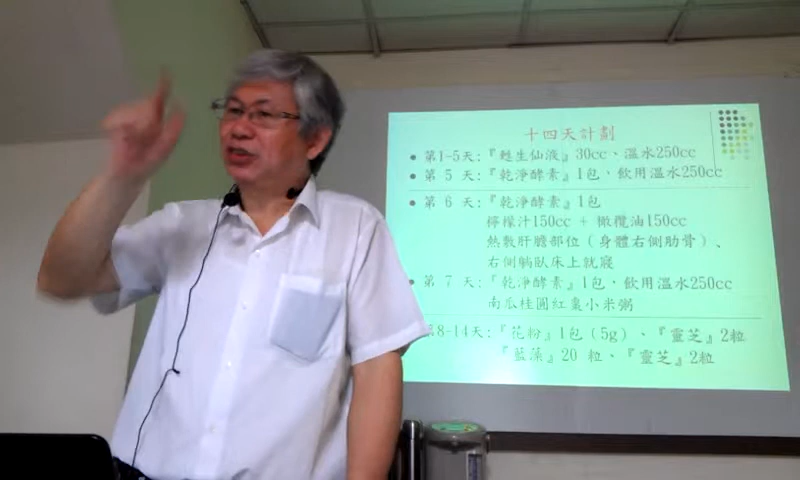 十四天計劃
第1-5天:『甦生仙液』30cc、溫水250cc
第 5 天:『乾淨酵素』1包,飲用溫水250cc
第 6 天:『乾淨酵素』1包
檸檬汁150cc + 橄欖油150cc
熱敷肝膽部位(身體右側肋骨)、
右側躺臥床上就寢
第 7 天:『乾淨酵素』1包,飲用溫水250cc
南瓜桂圓紅棗小米粥
8-14天:『花粉』1包(5g)、『靈芝』2粒
『藍藻』20 粒、『靈芝』2粒